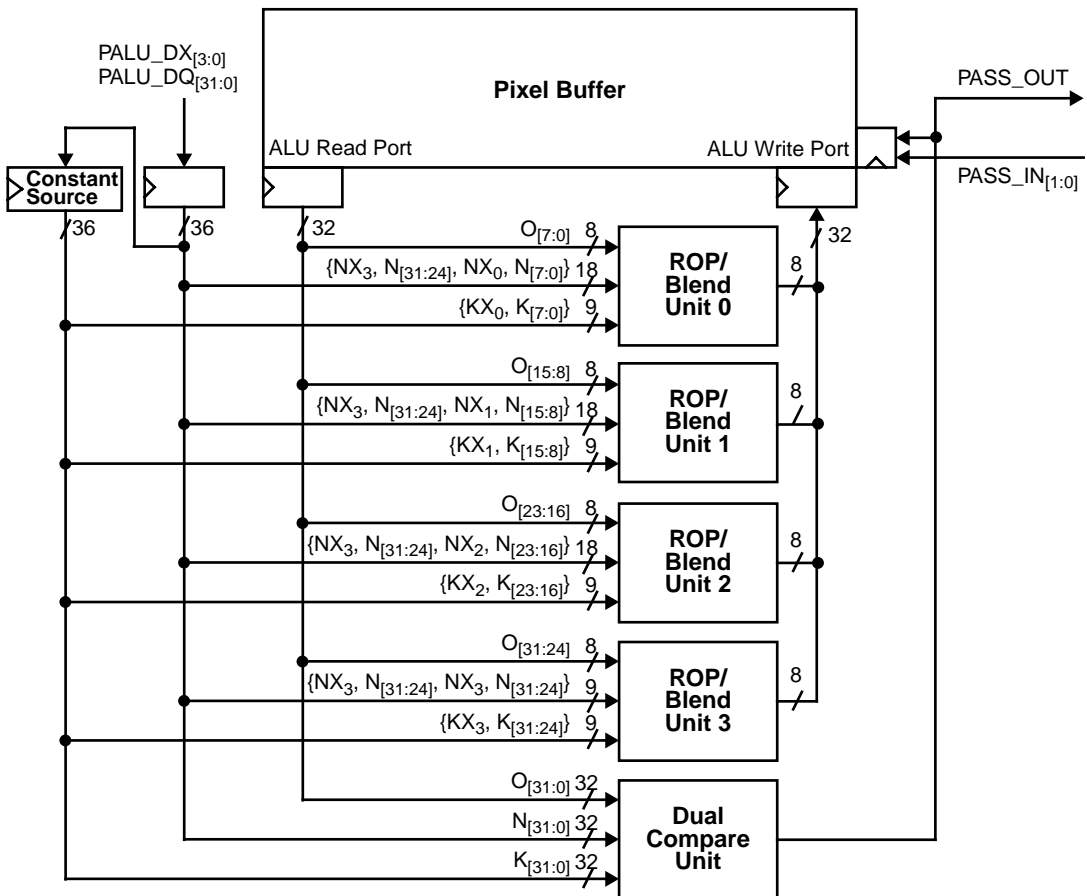 PALU_DX[3:0]
PALU_DQ[31:0]
Pixel Buffer
PASS_OUT
ALU Read Port
ALU Write Port
PASS_IN[1:0]
Constant
Source
36
36
32
32
O[7:0] 8
{NX3, N[31:24], NX0, N[7:0]} 18
{KX0, K[7:0]} 9
ROP/
Blend
Unit 0
8
O[15:8] 8
{NX3, N[31:24], NX1, N[15:8]} 18
{KX1, K[15:8]} 9
ROP/
Blend
Unit 1
8
O[23:16] 8
{NX3, N[31:24], NX2, N[23:16]} 18
{KX2, K[23:16]} 9
ROP/
Blend
Unit 2
8
O[31:24] 8
{NX3, N[31:24], NX3, N[31:24]} 9
{KX3, K[31:24]} 9
ROP/
Blend
Unit 3
8
O[31:0] 32
N[31:0] 32
K[31:0] 32
Dual
Compare
Unit